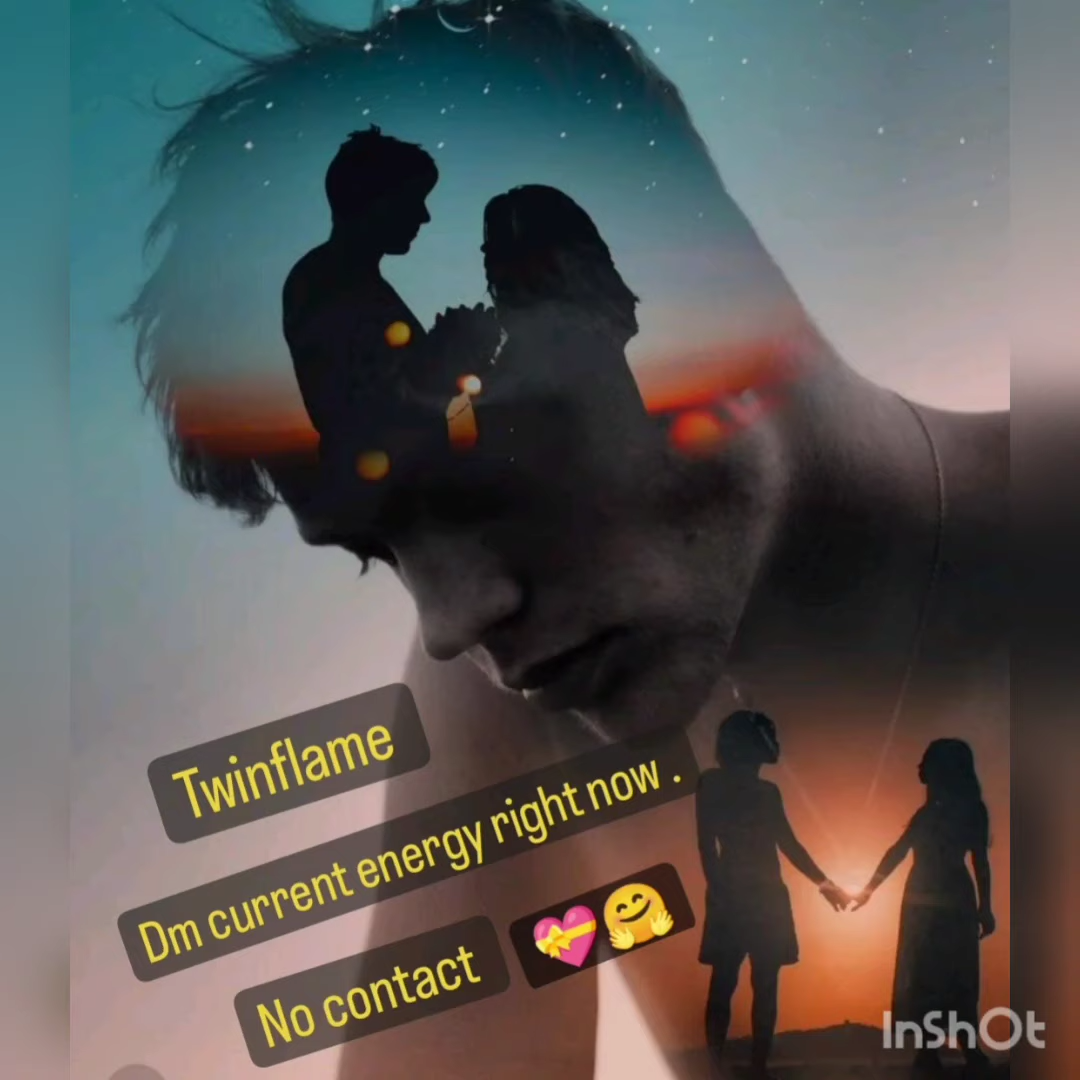 Twinflame
Dm current energy right now .
No contact 💝🤗
InShOt